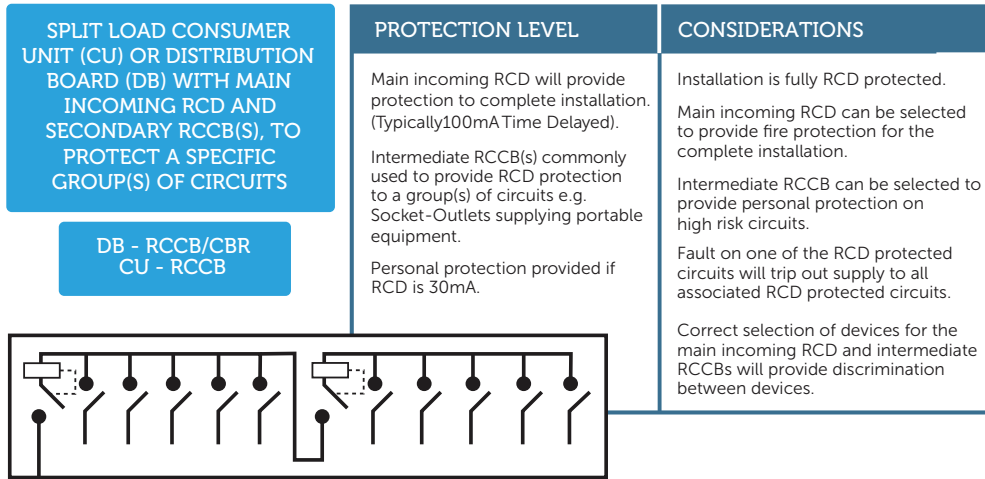 SPLIT LOAD CONSUMER
UNIT (CU) OR DISTRIBUTION
BOARD (DB) WITH MAIN
INCOMING RCD AND
SECONDARY RCCB(S), TO
PROTECT A SPECIFIC
GROUP(S) OF CIRCUITS
DB - RCCB/CBR
CU - RCCB
PROTECTION LEVEL
Main incoming RCD will provide
protection to complete installation.
(Typically100mA Time Delayed).
Intermediate RCCB(s) commonly
used to provide RCD protection
to a group(s) of circuits e.g.
Socket-Outlets supplying portable
equipment.
Personal protection provided if
RCD is 30mA.
CONSIDERATIONS
Installation is fully RCD protected.
Main incoming RCD can be selected
to provide fire protection for the
complete installation.
Intermediate RCCB can be selected to
provide personal protection on
high risk circuits.
Fault on one of the RCD protected
circuits will trip out supply to all
associated RCD protected circuits.
Correct selection of devices for the
main incoming RCD and intermediate
RCCBs will provide discrimination
between devices.